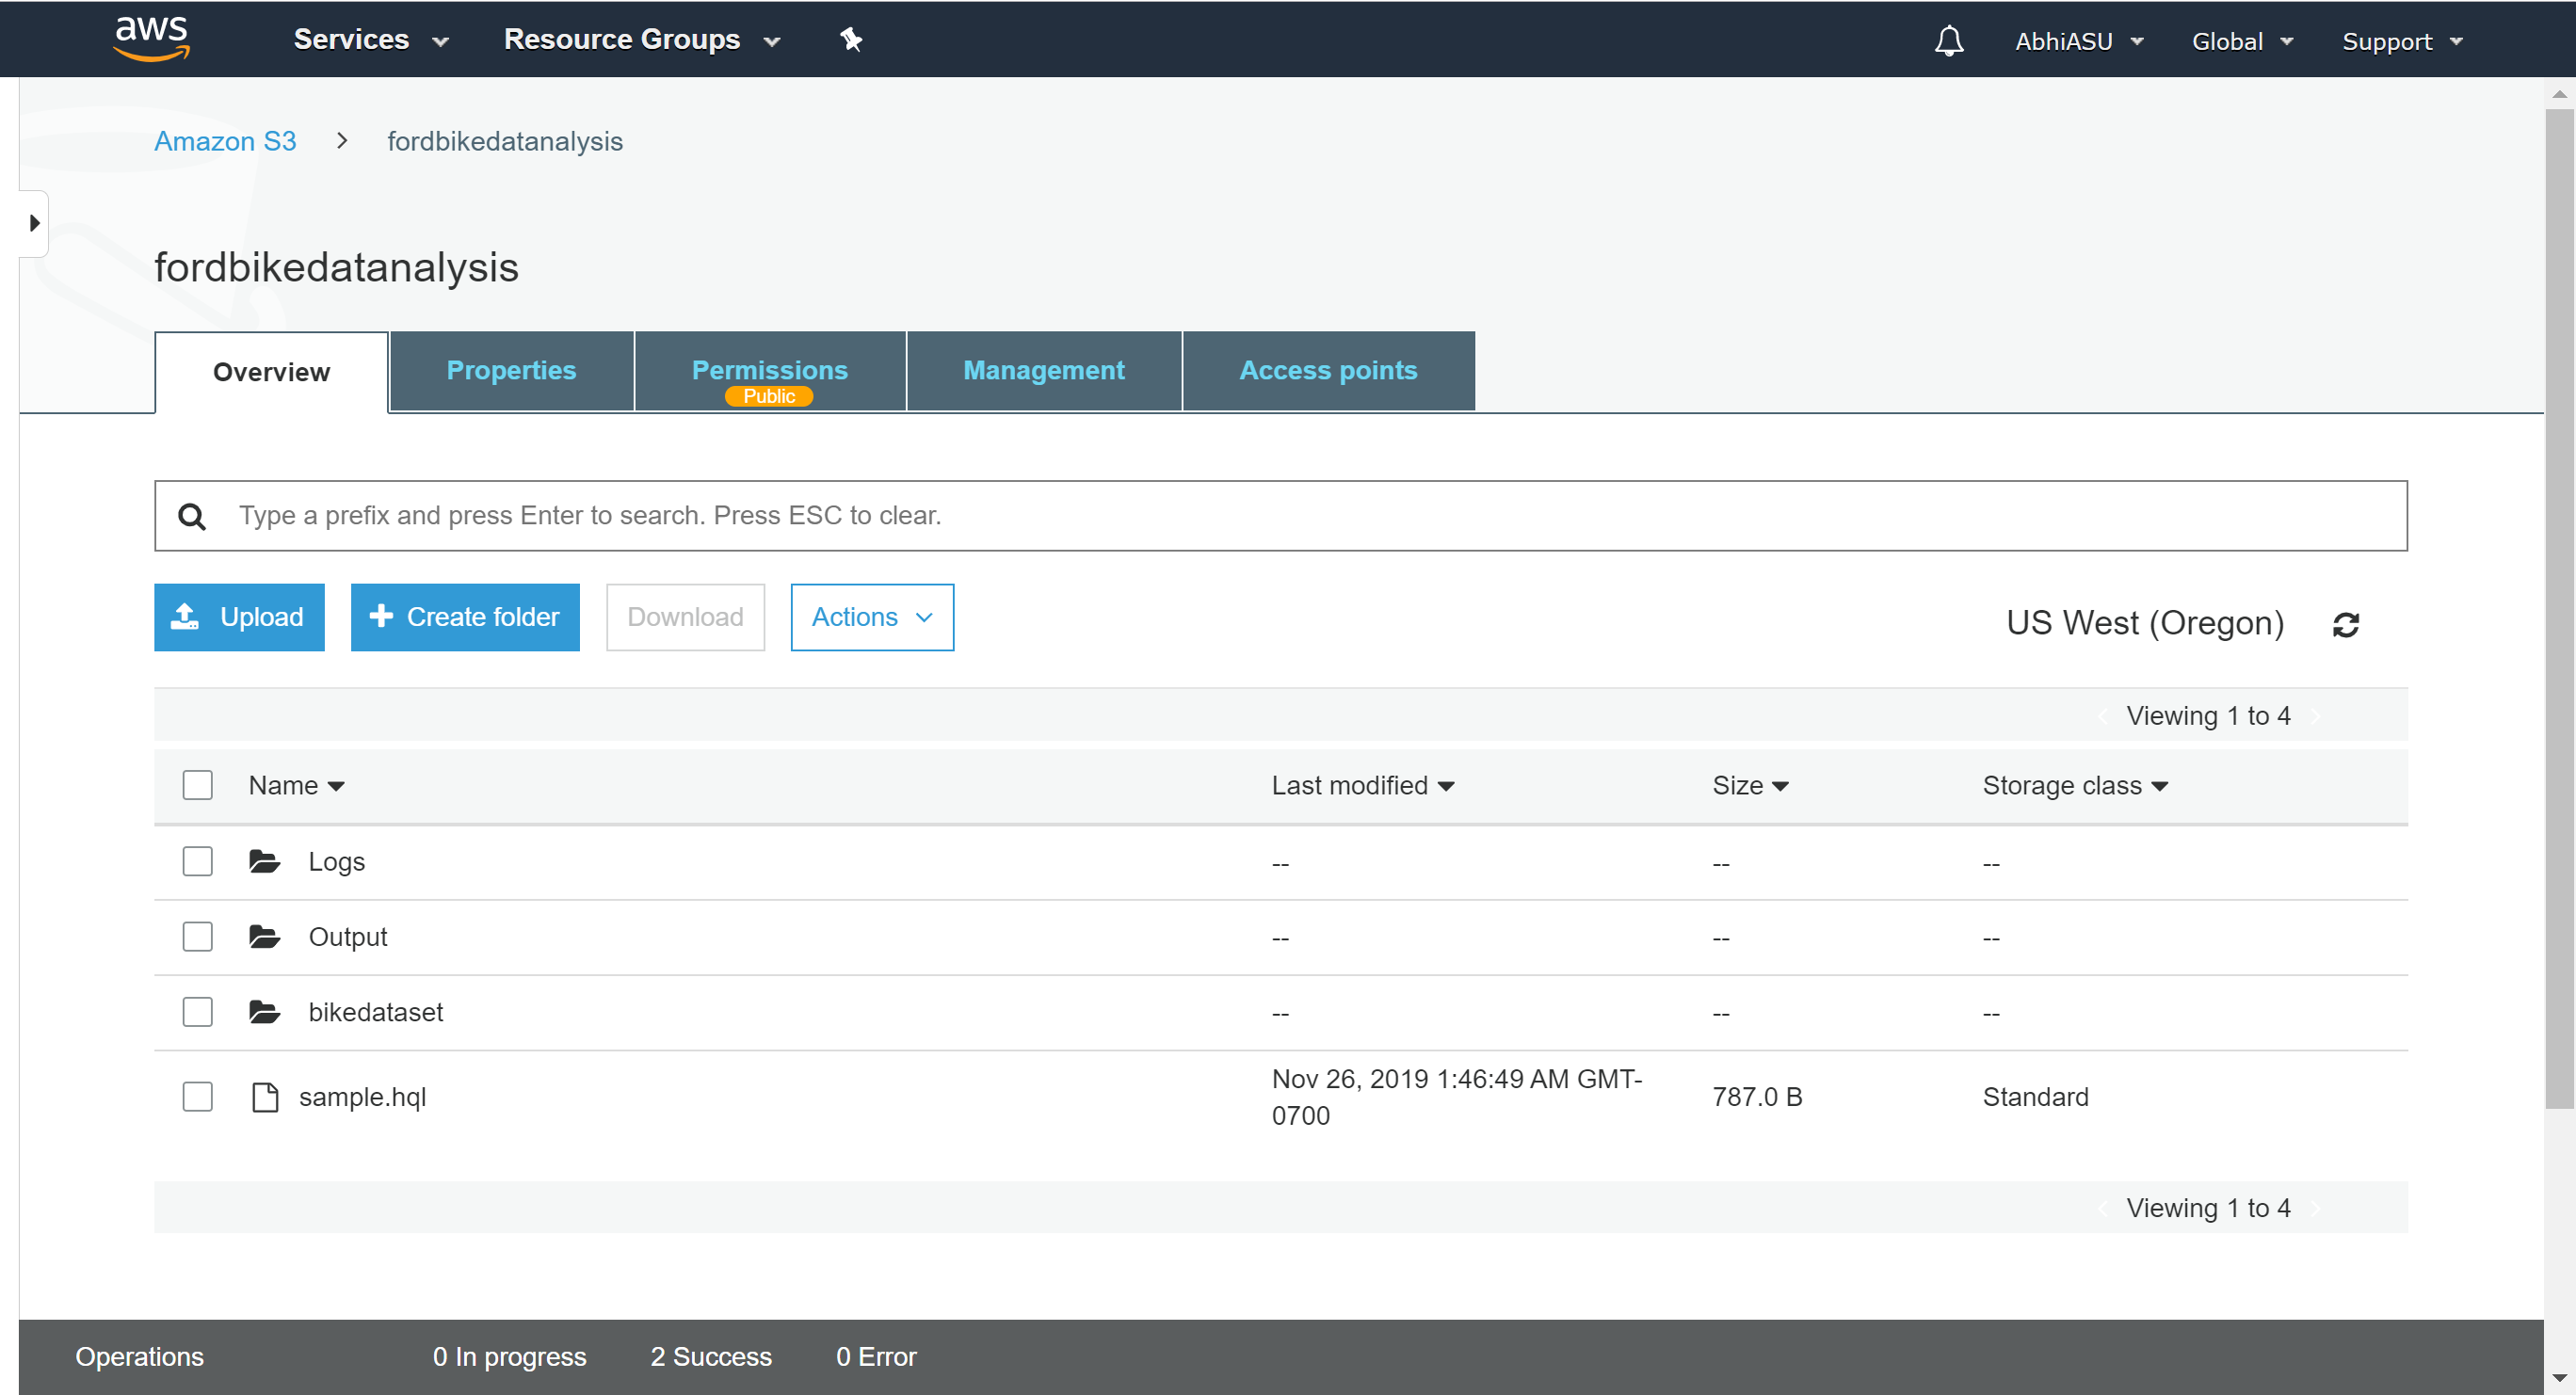 aws Services Resource Groups AbhiASU Global Support
Amazon S3 > fordbikedatanalysis
fordbikedatanalysis
Overview Properties Permissions Management Access points
Public
Type a prefix and press Enter to search. Press ESC to clear.
Upload Create folder Download Actions US West (Oregon)
Viewing 1 to 4
Name Last modified Size Storage class
Logs -- -- --
Output -- -- --
bikedataset -- -- --
sample.hql Nov 26, 2019 1:46:49 AM GMT- 787.0 B Standard
0700
Viewing 1 to 4
Operations 0 In progress 2 Success 0 Error